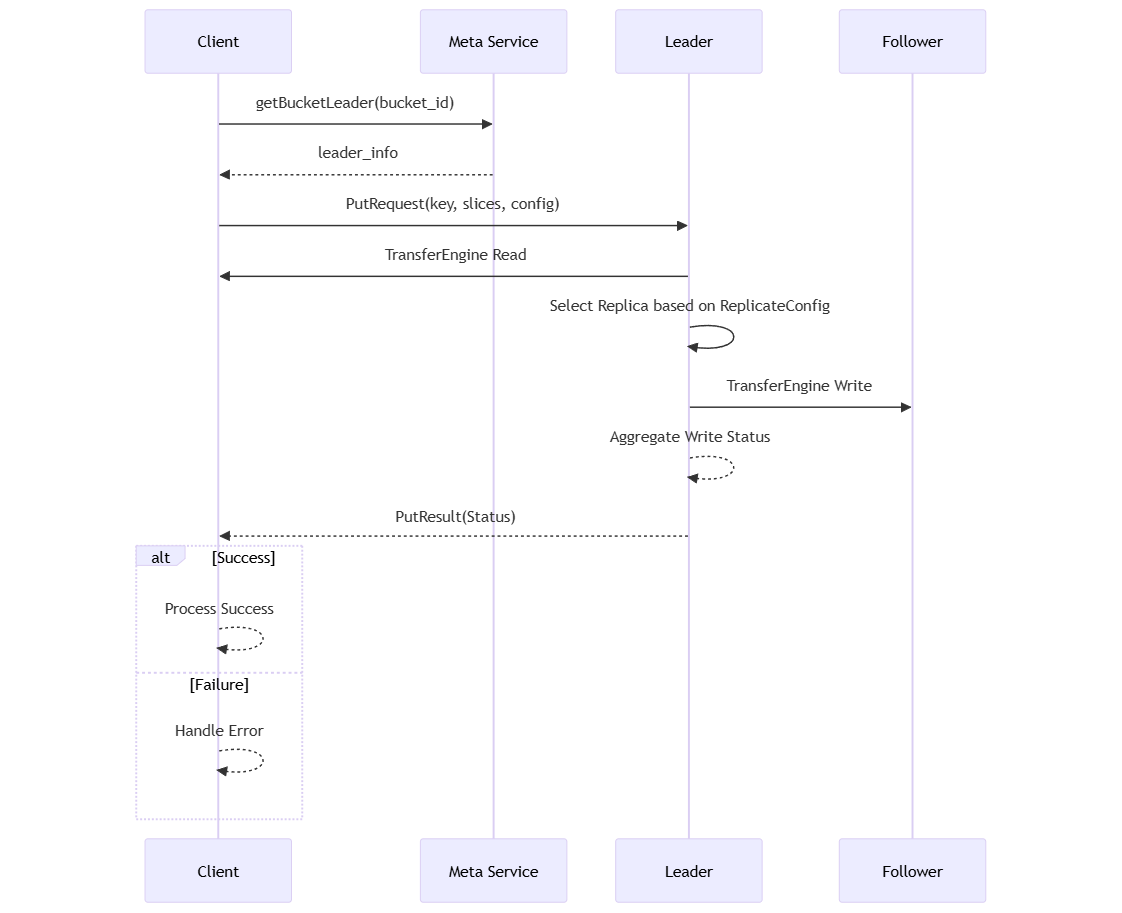 Client
Meta Service
Leader
Follower
getBucketLeader(bucket_id)
leader_info
PutRequest(key, slices, config)
TransferEngine Read
Select Replica based on ReplicateConfig
TransferEngine Write
Aggregate Write Status
PutResult(Status)
alt
[Success]
Process Success
[Failure]
Handle Error
Client
Meta Service
Leader
Follower